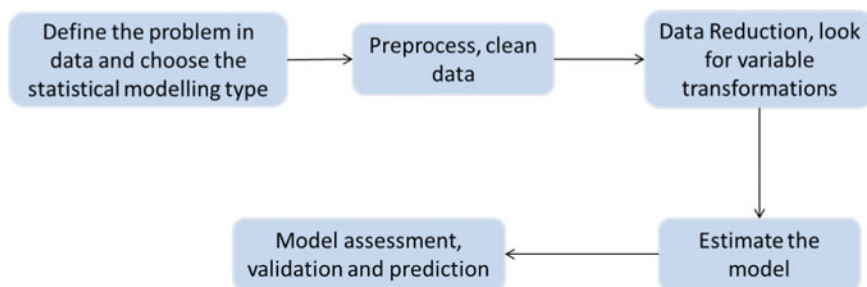 Define the problem in
data and choose the
statistical modelling type
Preprocess, clean
data
Data Reduction, look
for variable
transformations
Estimate the
model
Model assessment,
validation and prediction